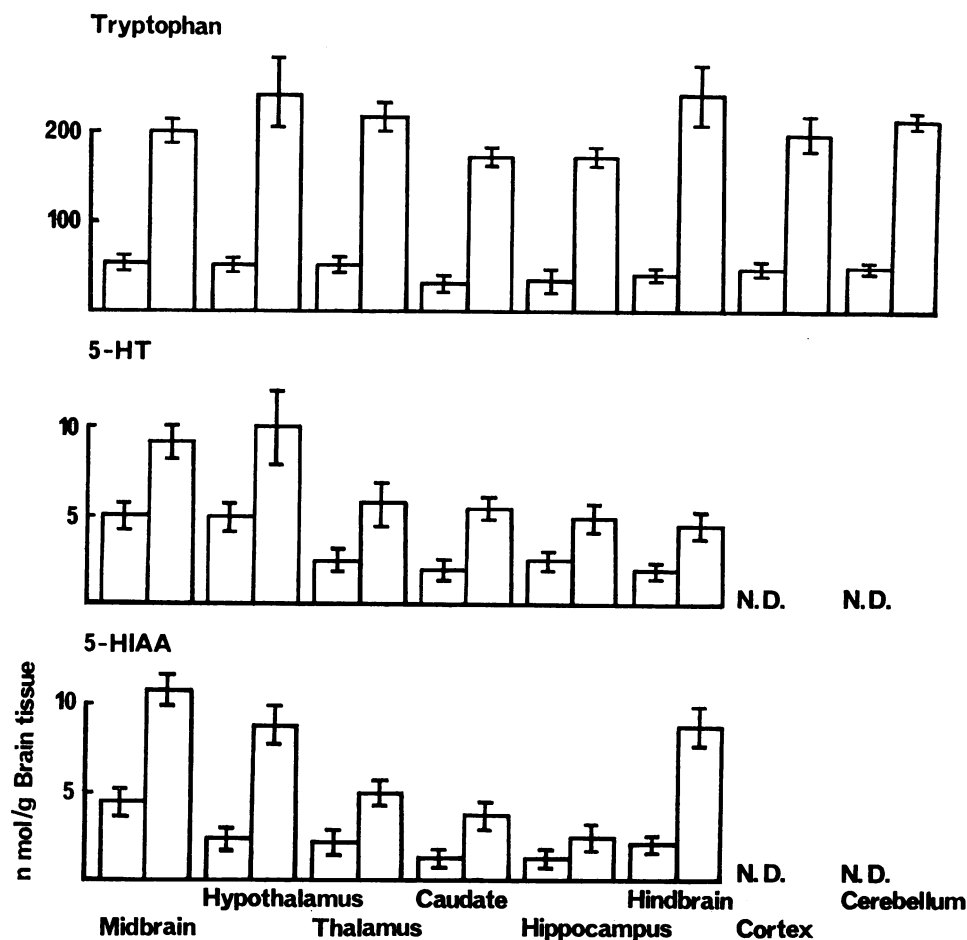 Tryptophan
200
100
5-HT
10
5
N.D. N.D.
5-HIAA
n mol/g Brain tissue
10
5
N.D. N.D.
Hypothalamus Caudate Hindbrain Cerebellum
Midbrain Thalamus Hippocampus Cortex